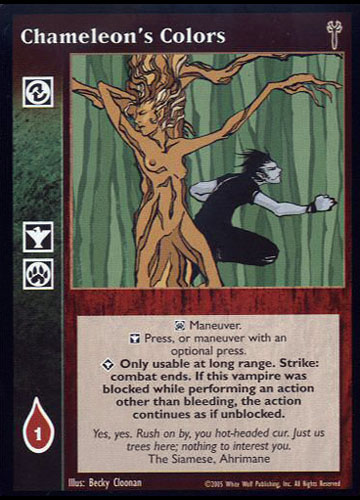 Chameleon's Colors
Maneuver.
Press, or maneuver with an
optional press.
Only usable at long range. Strike:
combat ends. If this vampire was
blocked while performing an action
other than bleeding, the action
continues as if unblocked.
Yes, yes. Rush on by, you hot-headed cur. Just us
trees here; nothing to interest you.
The Siamese, Ahrimane
1
Illus: Becky Cloonan
©2005 White Wolf Publishing, Inc. All Rights Reserved.